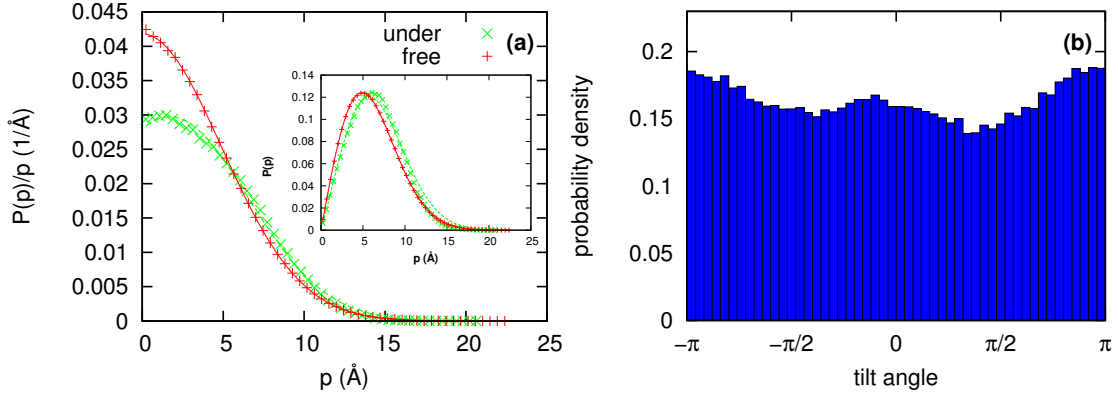 under
free
(a)
P(p)/p (1/Å)
0.045
0.04
0.035
0.03
0.025
0.02
0.015
0.01
0.005
0
0 5 10 15 20 25
p (Å)
P(p)
0.14
0.12
0.10
0.08
0.06
0.04
0.02
0.00
0 5 10 15 20 25
p (Å)
(b)
probability density
0.2
0.15
0.1
0.05
0
−π −π/2 0 π/2 π
tilt angle